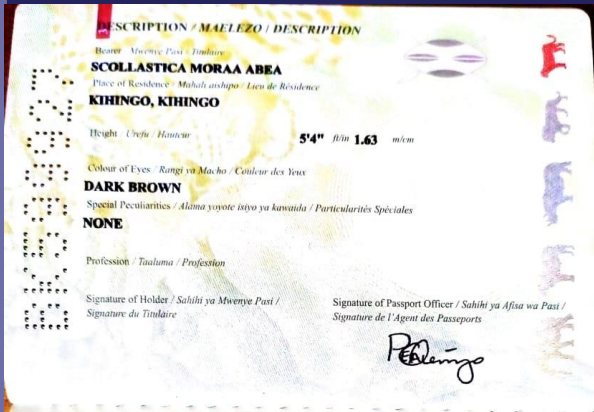 DESCRIPTION / MAELEZO / DESCRIPTION
Bearer / Mwenye Pasi / Titulaire
SCOLLASTICA MORAA ABEA
Place of Residence / Mahali aishipo / Lieu de Résidence
KIHINGO, KIHINGO
Height / Urefu / Hauteur 5'4" ft/in 1.63 m/cm
Colour of Eyes / Rangi ya Macho / Couleur des Yeux
DARK BROWN
Special Peculiarities / Alama yoyote isiyo ya kawaida / Particularités Spéciales
NONE
Profession / Taaluma / Profession
Signature of Holder / Sahihi ya Mwenye Pasi /
Signature du Titulaire
Signature of Passport Officer / Sahihi ya Afisa wa Pasi /
Signature de l'Agent des Passeports